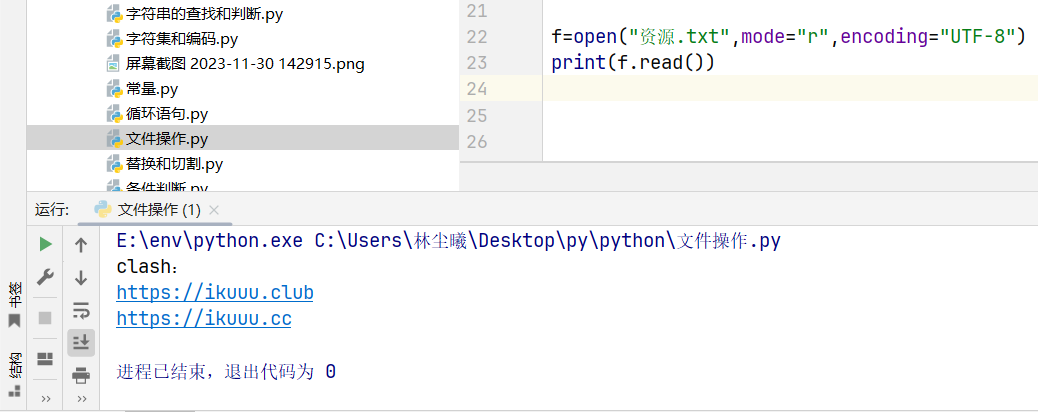 字符串的查找和判断.py
字符集和编码.py
屏幕截图 2023-11-30 142915.png
常量.py
循环语句.py
文件操作.py
替换和切割.py
条件判断.py
21
22 f=open("资源.txt",mode="r",encoding="UTF-8")
23 print(f.read())
24
25
26
运行: 文件操作 (1) ×
E:\env\python.exe C:\Users\林尘曦\Desktop\py\python\文件操作.py
clash：
https://ikuuu.club
https://ikuuu.cc
进程已结束，退出代码为 0
书签
结构